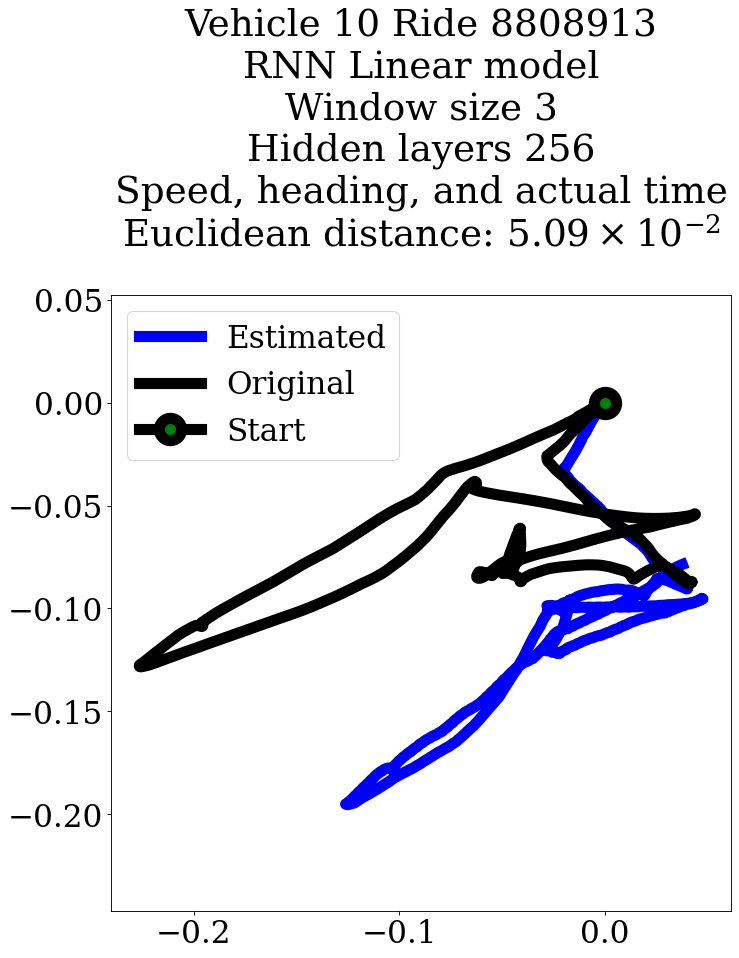 Vehicle 10 Ride 8808913
RNN Linear model
Window size 3
Hidden layers 256
Speed, heading, and actual time
Euclidean distance: 5.09 × 10⁻²
0.05
Estimated
0.00
Original
Start
−0.05
−0.10
−0.15
−0.20
−0.2 −0.1 0.0